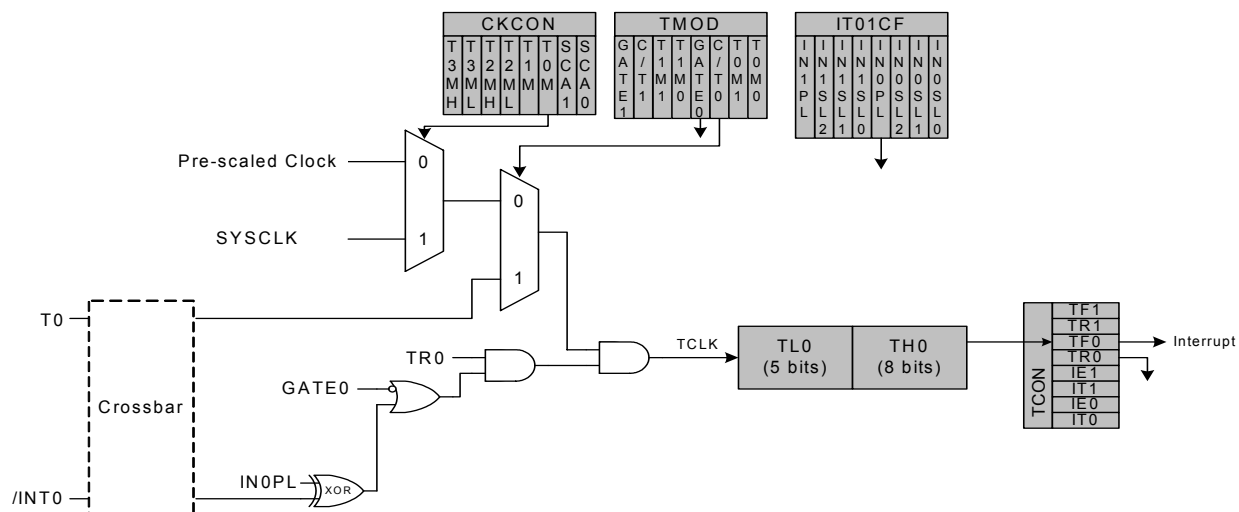 CKCON
T3MH
T3ML
T2MH
T2ML
T1M
T0M
SCA1
SCA0
TMOD
GATE1
C/T1
T1M1
T1M0
GATE0
C/T0
T0M1
T0M0
IT01CF
IN1PL
IN1SL2
IN1SL1
IN1SL0
IN0PL
IN0SL2
IN0SL1
IN0SL0
Pre-scaled Clock
0
SYSCLK
1
0
1
T0
Crossbar
/INT0
TR0
GATE0
IN0PL
XOR
TCLK
TL0
(5 bits)
TH0
(8 bits)
TCON
TF1
TR1
TF0
TR0
IE1
IT1
IE0
IT0
Interrupt